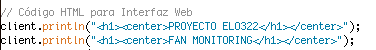 // Código HTML para Interfaz Web
client.println("<h1><center>PROYECTO ELO322</h1></center>");
client.println("<h1><center>FAN MONITORING</h1></center>");